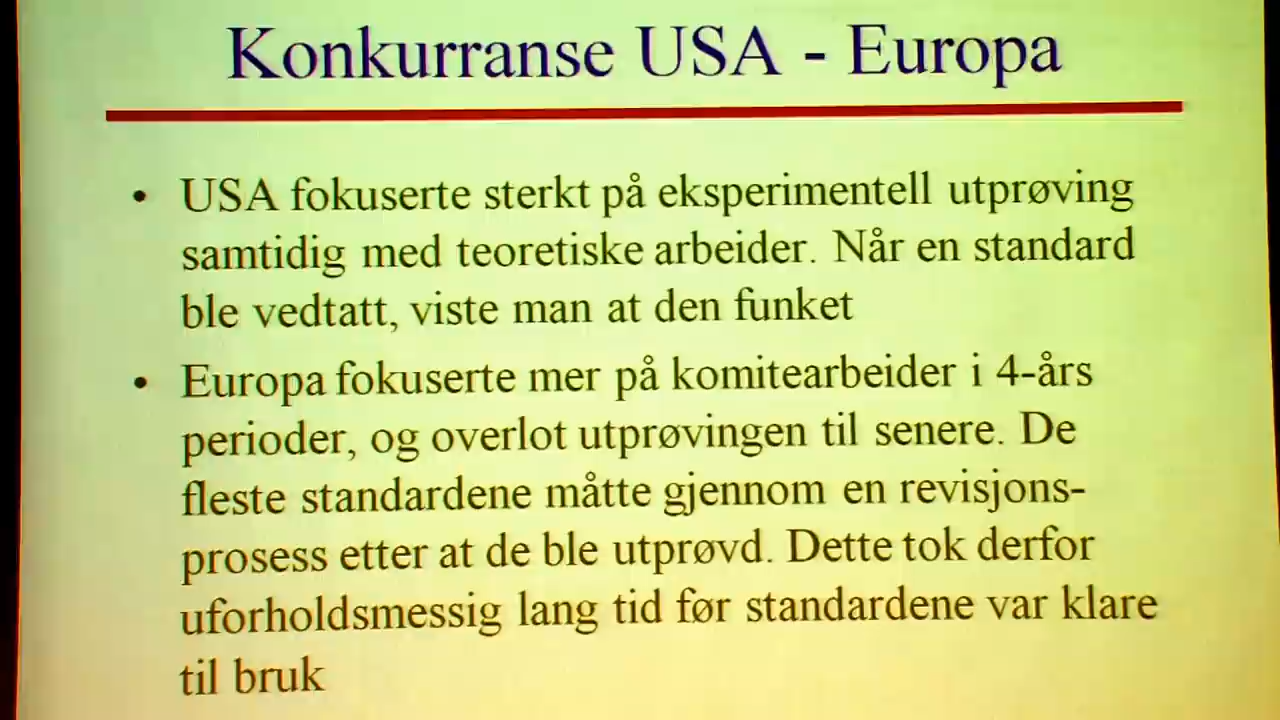 Konkurranse USA - Europa
• USA fokuserte sterkt på eksperimentell utprøving
samtidig med teoretiske arbeider. Når en standard
ble vedtatt, viste man at den funket
• Europa fokuserte mer på komitearbeider i 4-års
perioder, og overlot utprøvingen til senere. De
fleste standardene måtte gjennom en revisjons-
prosess etter at de ble utprøvd. Dette tok derfor
uforholdsmessig lang tid før standardene var klare
til bruk